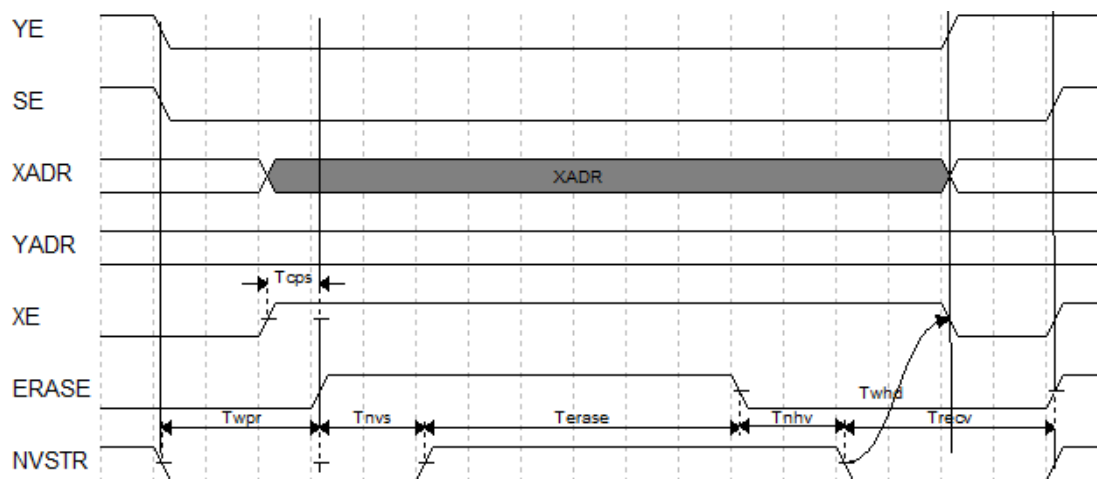 YE
SE
XADR
XADR
YADR
Tcps
XE
ERASE
Twhd
Twpr Tnvs Terase Tnhv Trecv
NVSTR